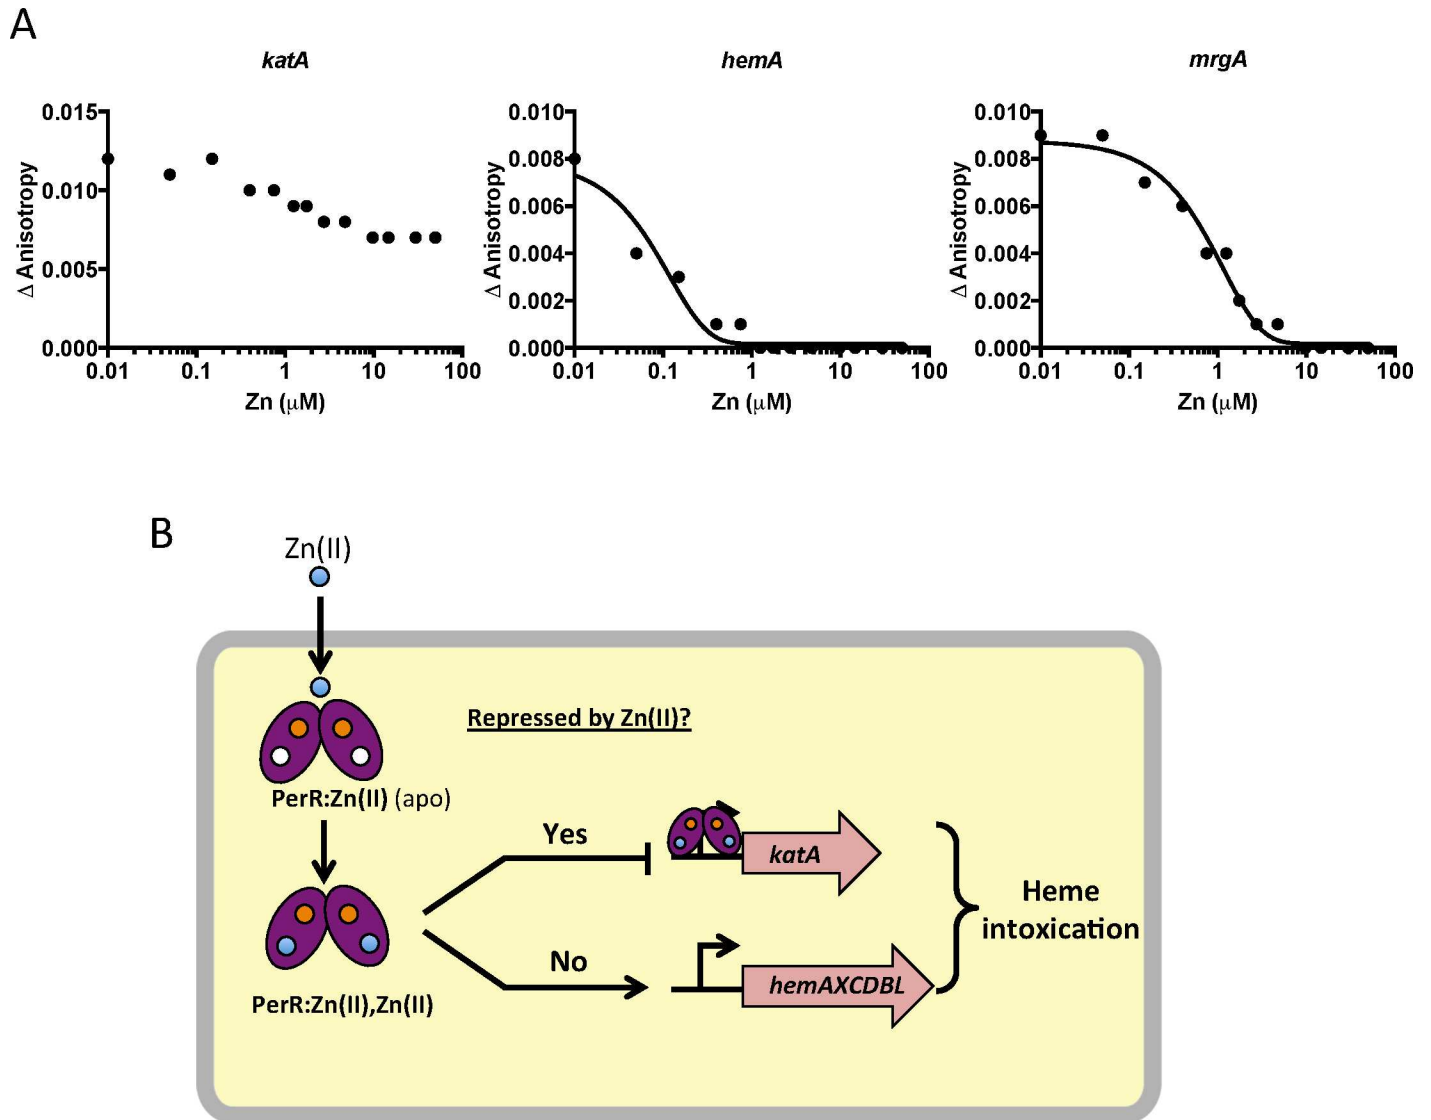 A
katA
hemA
mrgA
Δ Anisotropy
0.015
0.010
0.005
0.000
0.01
0.1
1
10
100
Zn (μM)
Δ Anisotropy
0.010
0.008
0.006
0.004
0.002
0.000
0.01
0.1
1
10
100
Zn (μM)
Δ Anisotropy
0.010
0.008
0.006
0.004
0.002
0.000
0.01
0.1
1
10
100
Zn (μM)
B
Zn(II)
Repressed by Zn(II)?
PerR:Zn(II) (apo)
Yes
katA
Heme
intoxication
No
hemAXCDBL
PerR:Zn(II),Zn(II)